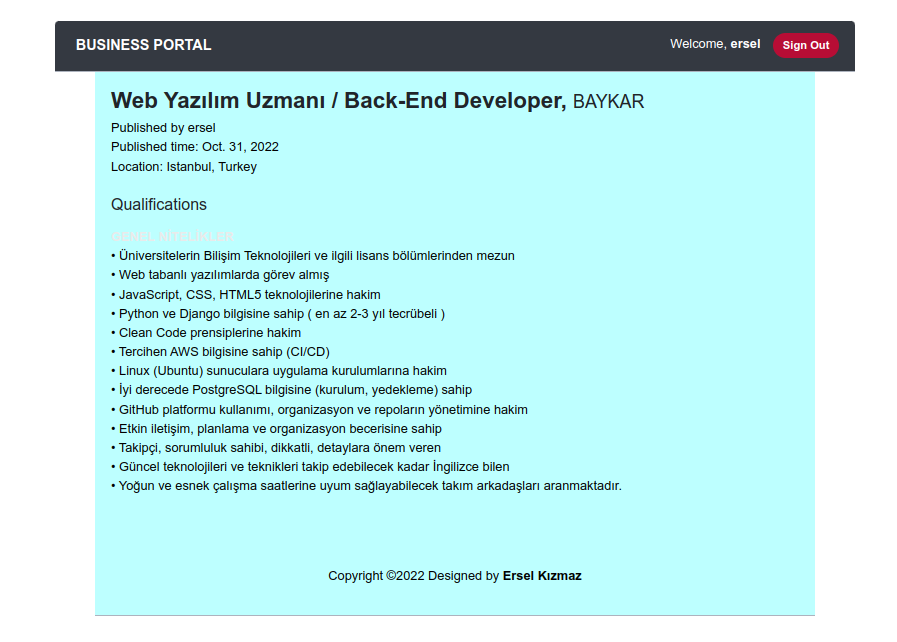 BUSINESS PORTAL
Welcome, ersel
Sign Out
Web Yazılım Uzmanı / Back-End Developer, BAYKAR
Published by ersel
Published time: Oct. 31, 2022
Location: Istanbul, Turkey
Qualifications
GENEL NİTELİKLER
• Üniversitelerin Bilişim Teknolojileri ve ilgili lisans bölümlerinden mezun
• Web tabanlı yazılımlarda görev almış
• JavaScript, CSS, HTML5 teknolojilerine hakim
• Python ve Django bilgisine sahip ( en az 2-3 yıl tecrübeli )
• Clean Code prensiplerine hakim
• Tercihen AWS bilgisine sahip (CI/CD)
• Linux (Ubuntu) sunuculara uygulama kurulumlarına hakim
• İyi derecede PostgreSQL bilgisine (kurulum, yedekleme) sahip
• GitHub platformu kullanımı, organizasyon ve repoların yönetimine hakim
• Etkin iletişim, planlama ve organizasyon becerisine sahip
• Takipçi, sorumluluk sahibi, dikkatli, detaylara önem veren
• Güncel teknolojileri ve teknikleri takip edebilecek kadar İngilizce bilen
• Yoğun ve esnek çalışma saatlerine uyum sağlayabilecek takım arkadaşları aranmaktadır.
Copyright ©2022 Designed by Ersel Kızmaz